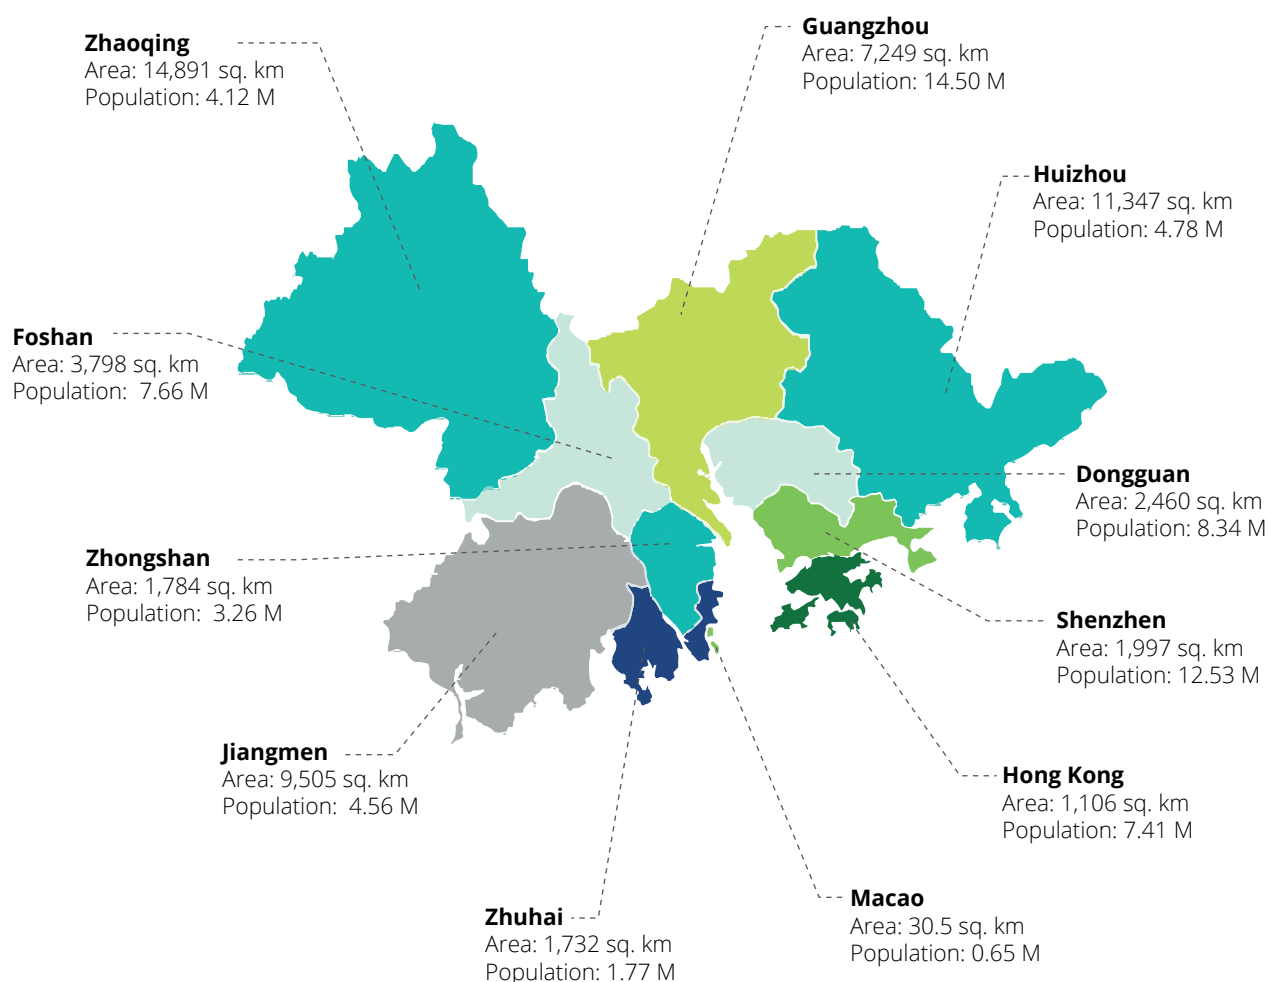 Zhaoqing
Area: 14,891 sq. km
Population: 4.12 M
Guangzhou
Area: 7,249 sq. km
Population: 14.50 M
Huizhou
Area: 11,347 sq. km
Population: 4.78 M
Foshan
Area: 3,798 sq. km
Population: 7.66 M
Dongguan
Area: 2,460 sq. km
Population: 8.34 M
Zhongshan
Area: 1,784 sq. km
Population: 3.26 M
Shenzhen
Area: 1,997 sq. km
Population: 12.53 M
Jiangmen
Area: 9,505 sq. km
Population: 4.56 M
Hong Kong
Area: 1,106 sq. km
Population: 7.41 M
Macao
Area: 30.5 sq. km
Population: 0.65 M
Zhuhai
Area: 1,732 sq. km
Population: 1.77 M